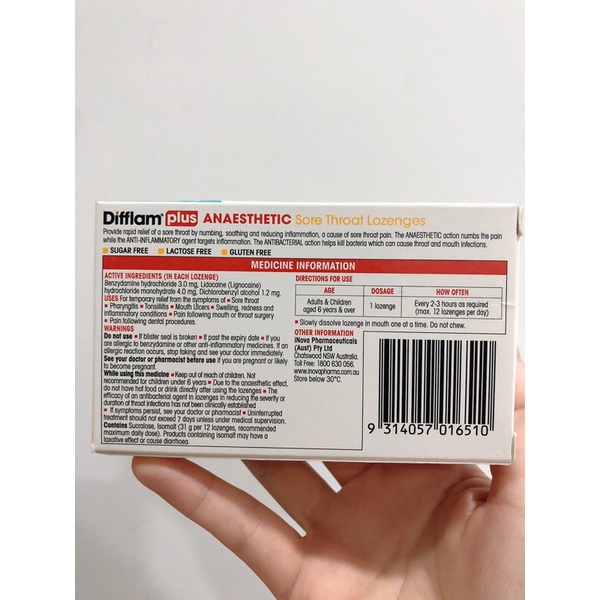 Difflam plus ANAESTHETIC Sore Throat Lozenges
Provide rapid relief of a sore throat by numbing, soothing and reducing inflammation, a cause of sore throat pain. The ANAESTHETIC action numbs the pain
while the ANTI-INFLAMMATORY agent targets inflammation. The ANTIBACTERIAL action helps kill bacteria which can cause throat and mouth infections.
SUGAR FREE LACTOSE FREE GLUTEN FREE
MEDICINE INFORMATION
ACTIVE INGREDIENTS (IN EACH LOZENGE)
Benzydamine hydrochloride 3.0 mg, Lidocaine (Lignocaine)
hydrochloride monohydrate 4.0 mg, Dichlorobenzyl alcohol 1.2 mg.
USES For temporary relief from the symptoms of ▪ Sore throat
▪ Pharyngitis ▪ Tonsillitis ▪ Mouth Ulcers ▪ Swelling, redness and
inflammatory conditions ▪ Pain following mouth or throat surgery
▪ Pain following dental procedures.
WARNINGS
Do not use ▪ If blister seal is broken ▪ If past the expiry date ▪ If you
are allergic to benzydamine or other anti-inflammatory medicines. If an
allergic reaction occurs, stop taking and see your doctor immediately.
See your doctor or pharmacist before use if you are pregnant or likely
to become pregnant.
While using this medicine ▪ Keep out of reach of children. Not
recommended for children under 6 years ▪ Due to the anaesthetic effect,
do not have hot food or drink directly after using the lozenges ▪ The
efficacy of an antibacterial agent in lozenges in reducing the severity or
duration of throat infections has not been clinically established
▪ If symptoms persist, see your doctor or pharmacist ▪ Uninterrupted
treatment should not exceed 7 days unless under medical supervision.
Contains Sucralose, Isomalt (31 g per 12 lozenges, recommended
maximum daily dose). Products containing isomalt may have a
laxative effect or cause diarrhoea.
DIRECTIONS FOR USE
AGE DOSAGE HOW OFTEN
Adults & Children
aged 6 years & over
1 lozenge
Every 2-3 hours as required
(max. 12 lozenges per day)
▪ Slowly dissolve lozenge in mouth one at a time. Do not chew.
OTHER INFORMATION
iNova Pharmaceuticals
(Aust) Pty Ltd
Chatswood NSW Australia.
Toll Free: 1800 630 056.
www.inovapharma.com.au
Store below 30°C.
9 314057 016510